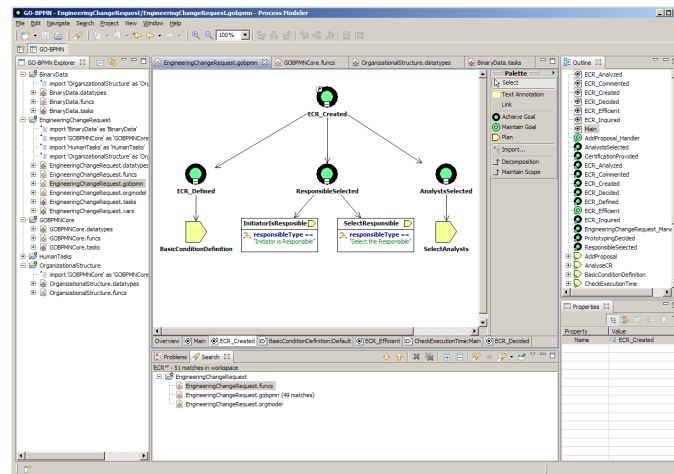 GO-BPMN - EngineeringChangeRequest/EngineeringChangeRequest.gobpmn - Process Modeler
File Edit Navigate Search Project View Window Help
100%
GO-BPMN
GO-BPMN Explorer
BinaryData
import 'OrganizationalStructure' as 'Org
BinaryData.datatypes
BinaryData.funcs
BinaryData.tasks
EngineeringChangeRequest
import 'BinaryData' as 'BinaryData'
import 'GOBPMNCore' as 'GOBPMNCore
import 'HumanTasks' as 'HumanTasks'
import 'OrganizationalStructure' as 'Org
EngineeringChangeRequest.datatypes
EngineeringChangeRequest.funcs
EngineeringChangeRequest.gobpmn
EngineeringChangeRequest.orgmodel
EngineeringChangeRequest.tasks
EngineeringChangeRequest.vars
GOBPMNCore
GOBPMNCore.datatypes
GOBPMNCore.funcs
GOBPMNCore.tasks
HumanTasks
OrganizationalStructure
import 'GOBPMNCore' as 'GOBPMNCore
OrganizationalStructure.datatypes
OrganizationalStructure.funcs
EngineeringChangeRequest.gobpmn
GOBPMNCore.funcs
OrganizationalStructure.datatypes
BinaryData.tasks
ECR_Created
ECR_Defined
ResponsibleSelected
AnalystsSelected
InitiatorIsResposible
responsibleType ==
"Initiator is Responsible"
SelectResponsible
responsibleType ==
"Select the Responsible"
BasicConditionDefinition
SelectAnalysts
Palette
Select
Text Annotation
Link
Achieve Goal
Maintain Goal
Plan
Import...
Decomposition
Maintain Scope
Overview Main ECR_Created BasicConditionDefinition:Default ECR_Efficient CheckExecutionTime:Main ECR_Decided
Problems Search
'ECR*' - 51 matches in workspace
EngineeringChangeRequest
EngineeringChangeRequest.funcs
EngineeringChangeRequest.gobpmn (49 matches)
EngineeringChangeRequest.orgmodel
Outline
ECR_Analyzed
ECR_Commented
ECR_Created
ECR_Decided
ECR_Efficient
ECR_Inqured
Main
AddProposal_Handler
AnalystsSelected
CertificationProvided
ECR_Analyzed
ECR_Commented
ECR_Created
ECR_Decided
ECR_Defined
ECR_Efficient
ECR_Inqured
EngineeringChangeRequest_Mana
PrototypingDecided
ResponsibleSelected
AddProposal
AnalyseCR
BasicConditionDefinition
CheckExecutionTime
Properties
Property Value
Name ECR_Created